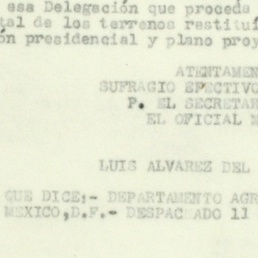 esa Delegación que proceda
tal de los terrenos restituí
ón presidencial y plano proy
ATENTAMEN
SUFRAGIO EFECTIVO
P. EL SECRETAR
EL OFICIAL M
LUIS ALVAREZ DEL
QUE DICE;- DEPARTAMENTO AGR
MEXICO,D.F.- DESPACHADO 11